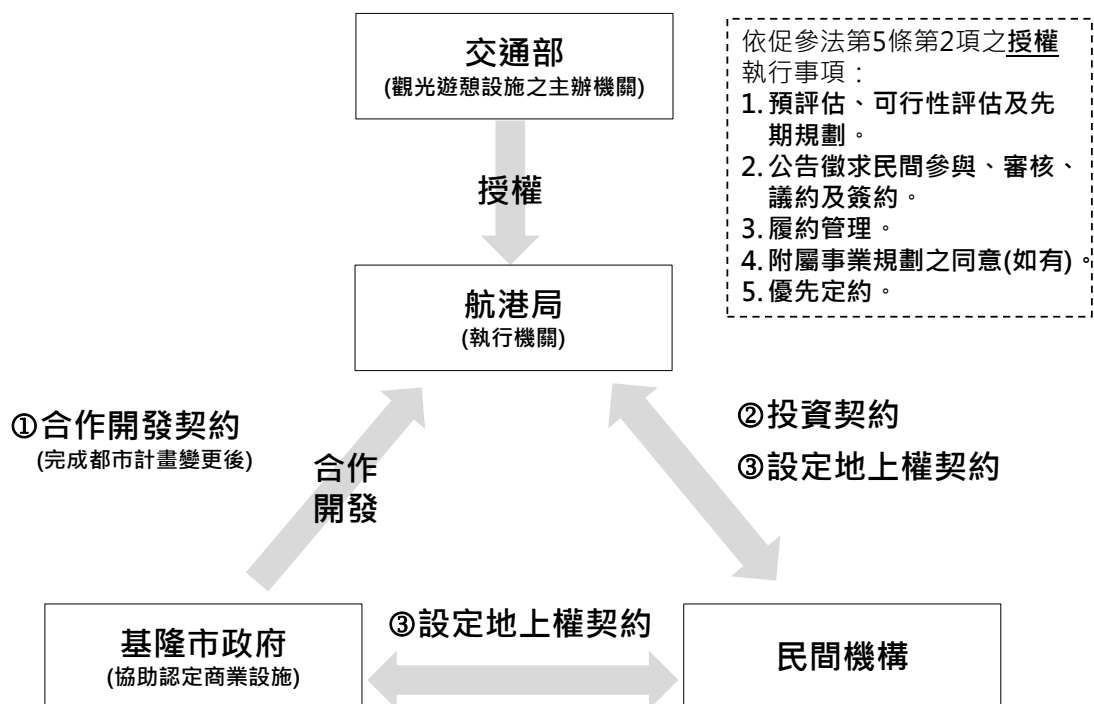 交通部
(觀光遊憩設施之主辦機關)
依促參法第5條第2項之授權
執行事項：
1. 預評估、可行性評估及先
期規劃。
2. 公告徵求民間參與、審核、
議約及簽約。
3. 履約管理。
4. 附屬事業規劃之同意(如有)。
5. 優先定約。
授權
航港局
(執行機關)
①合作開發契約
(完成都市計畫變更後)
合作
開發
②投資契約
③設定地上權契約
基隆市政府
(協助認定商業設施)
③設定地上權契約
民間機構